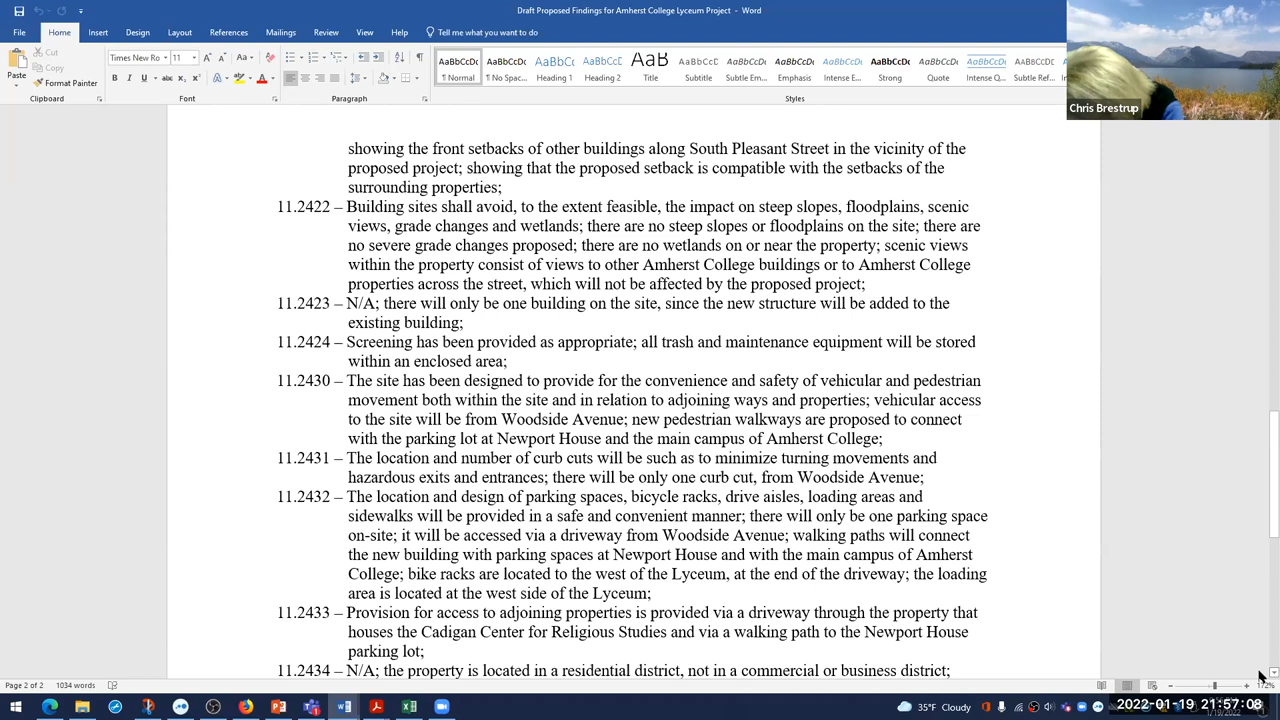 Draft Proposed Findings for Amherst College Lyceum Project - Word
File Home Insert Design Layout References Mailings Review View Help Tell me what you want to do
Paste
Cut
Copy
Format Painter
Clipboard
Times New Ro 11
Font
Paragraph
AaBbCcDc AaBbCcDc AaBbC AaBbCcC AaB AaBbCcC AaBbCcDc AaBbCcDc AaBbCcDc AaBbCcDc AaBbCcDc AaBbCcDc AaBbCcDc
¶ Normal ¶ No Spac... Heading 1 Heading 2 Title Subtitle Subtle Em... Emphasis Intense E... Strong Quote Intense Q... Subtle Ref...
Styles
Chris Brestrup
showing the front setbacks of other buildings along South Pleasant Street in the vicinity of the
proposed project; showing that the proposed setback is compatible with the setbacks of the
surrounding properties;
11.2422 – Building sites shall avoid, to the extent feasible, the impact on steep slopes, floodplains, scenic
views, grade changes and wetlands; there are no steep slopes or floodplains on the site; there are
no severe grade changes proposed; there are no wetlands on or near the property; scenic views
within the property consist of views to other Amherst College buildings or to Amherst College
properties across the street, which will not be affected by the proposed project;
11.2423 – N/A; there will only be one building on the site, since the new structure will be added to the
existing building;
11.2424 – Screening has been provided as appropriate; all trash and maintenance equipment will be stored
within an enclosed area;
11.2430 – The site has been designed to provide for the convenience and safety of vehicular and pedestrian
movement both within the site and in relation to adjoining ways and properties; vehicular access
to the site will be from Woodside Avenue; new pedestrian walkways are proposed to connect
with the parking lot at Newport House and the main campus of Amherst College;
11.2431 – The location and number of curb cuts will be such as to minimize turning movements and
hazardous exits and entrances; there will be only one curb cut, from Woodside Avenue;
11.2432 – The location and design of parking spaces, bicycle racks, drive aisles, loading areas and
sidewalks will be provided in a safe and convenient manner; there will only be one parking space
on-site; it will be accessed via a driveway from Woodside Avenue; walking paths will connect
the new building with parking spaces at Newport House and with the main campus of Amherst
College; bike racks are located to the west of the Lyceum, at the end of the driveway; the loading
area is located at the west side of the Lyceum;
11.2433 – Provision for access to adjoining properties is provided via a driveway through the property that
houses the Cadigan Center for Religious Studies and via a walking path to the Newport House
parking lot;
11.2434 – N/A; the property is located in a residential district, not in a commercial or business district;
Page 2 of 2 1034 words
172%
35°F Cloudy
2022-01-19 21:57:08